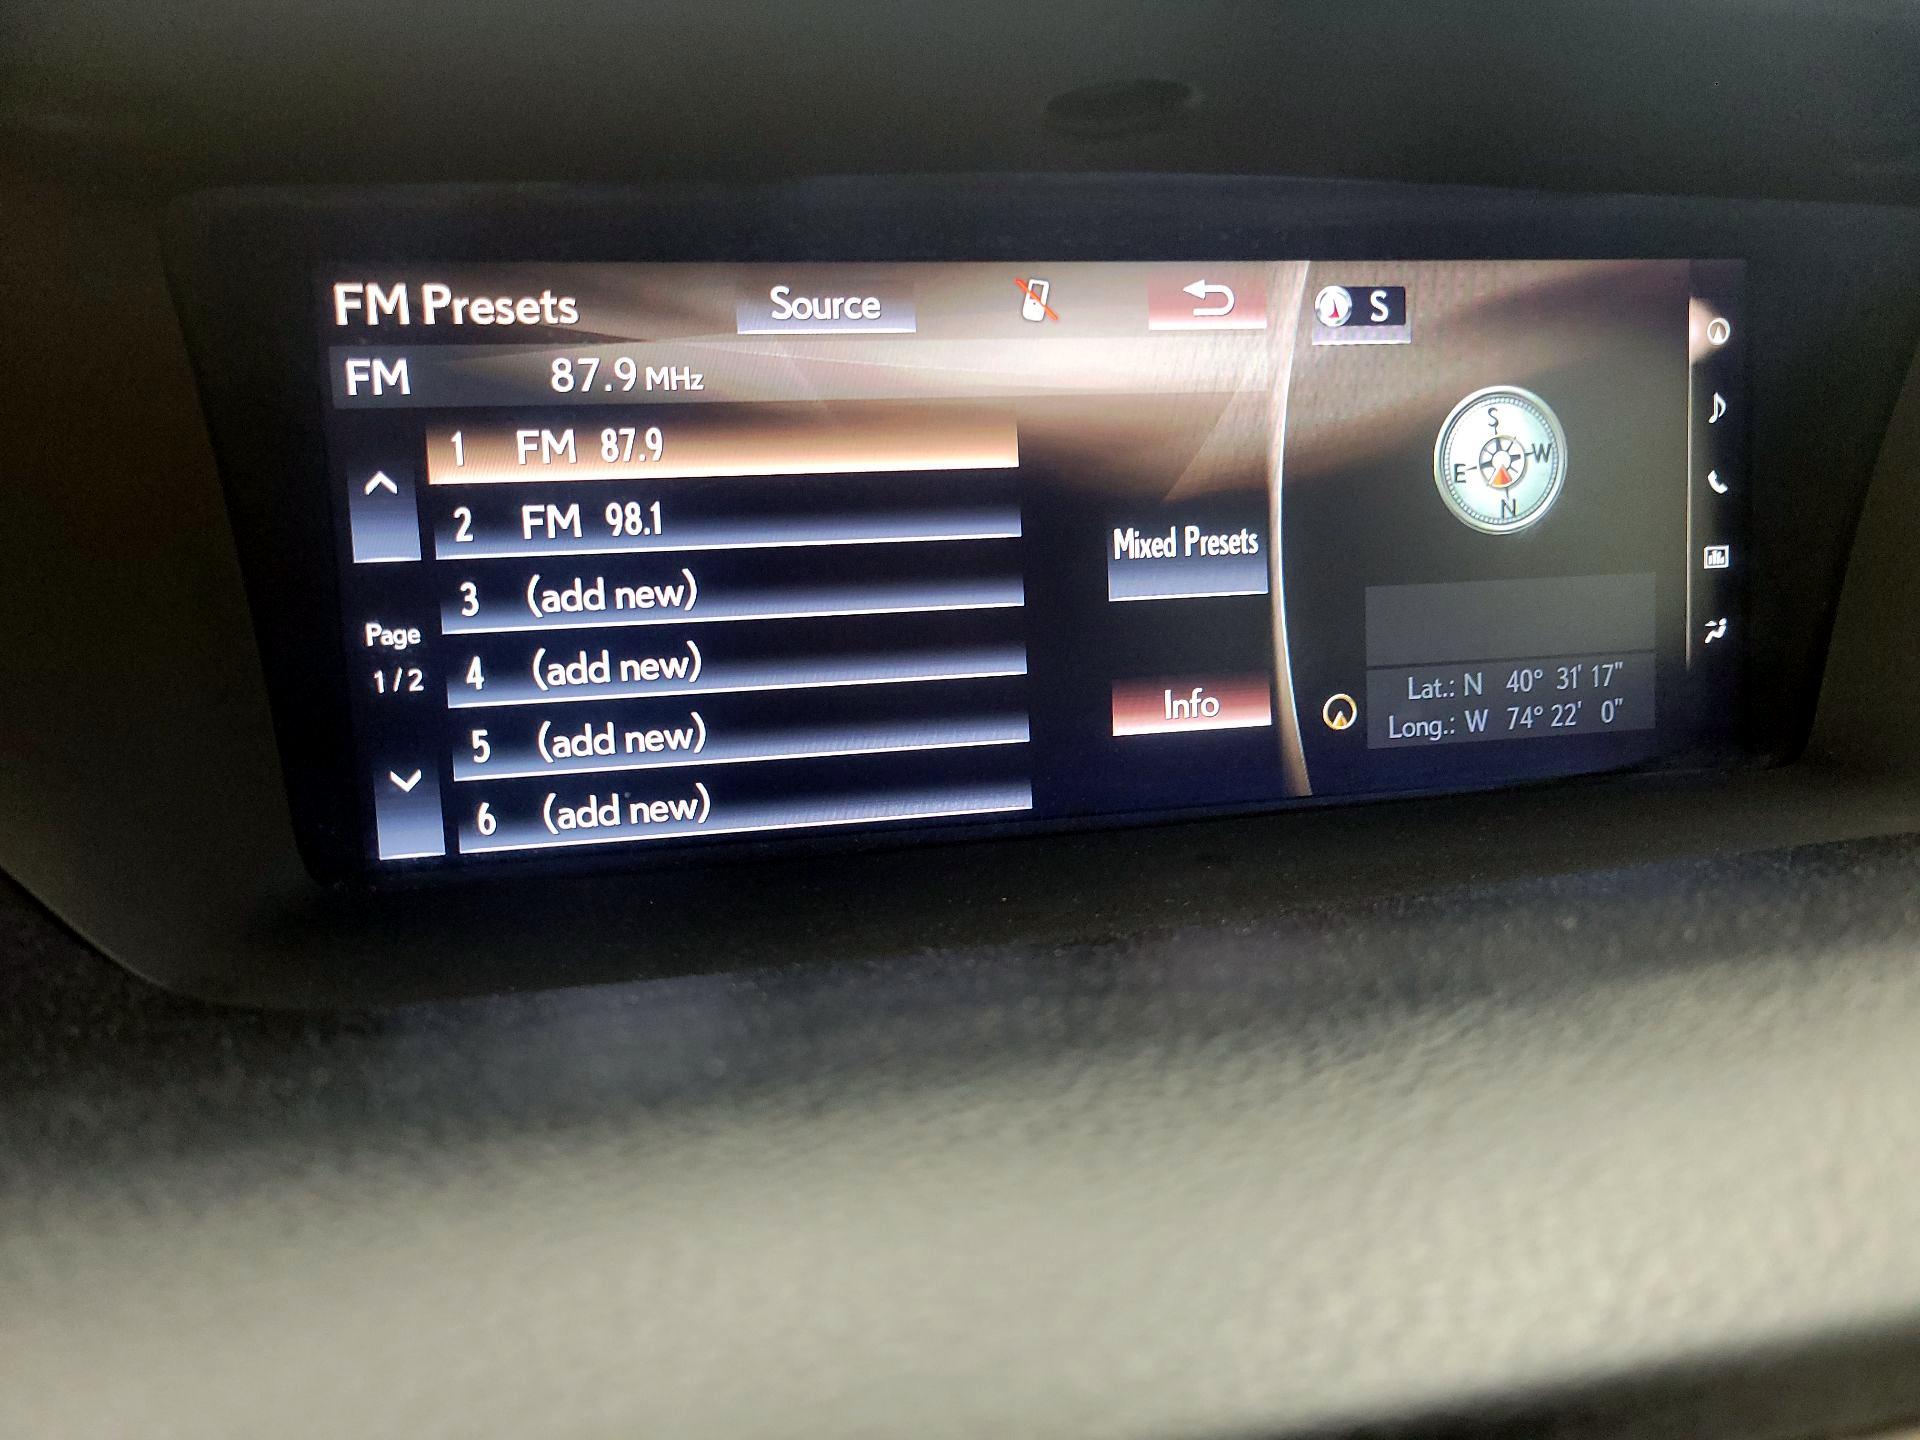 FM Presets Source
FM 87.9 MHz
1 FM 87.9
2 FM 98.1
3 (add new)
4 (add new)
5 (add new)
6 (add new)
Page
1/2
Mixed Presets
Info
S
S
E W
N
Lat.: N 40° 31' 17"
Long.: W 74° 22' 0"